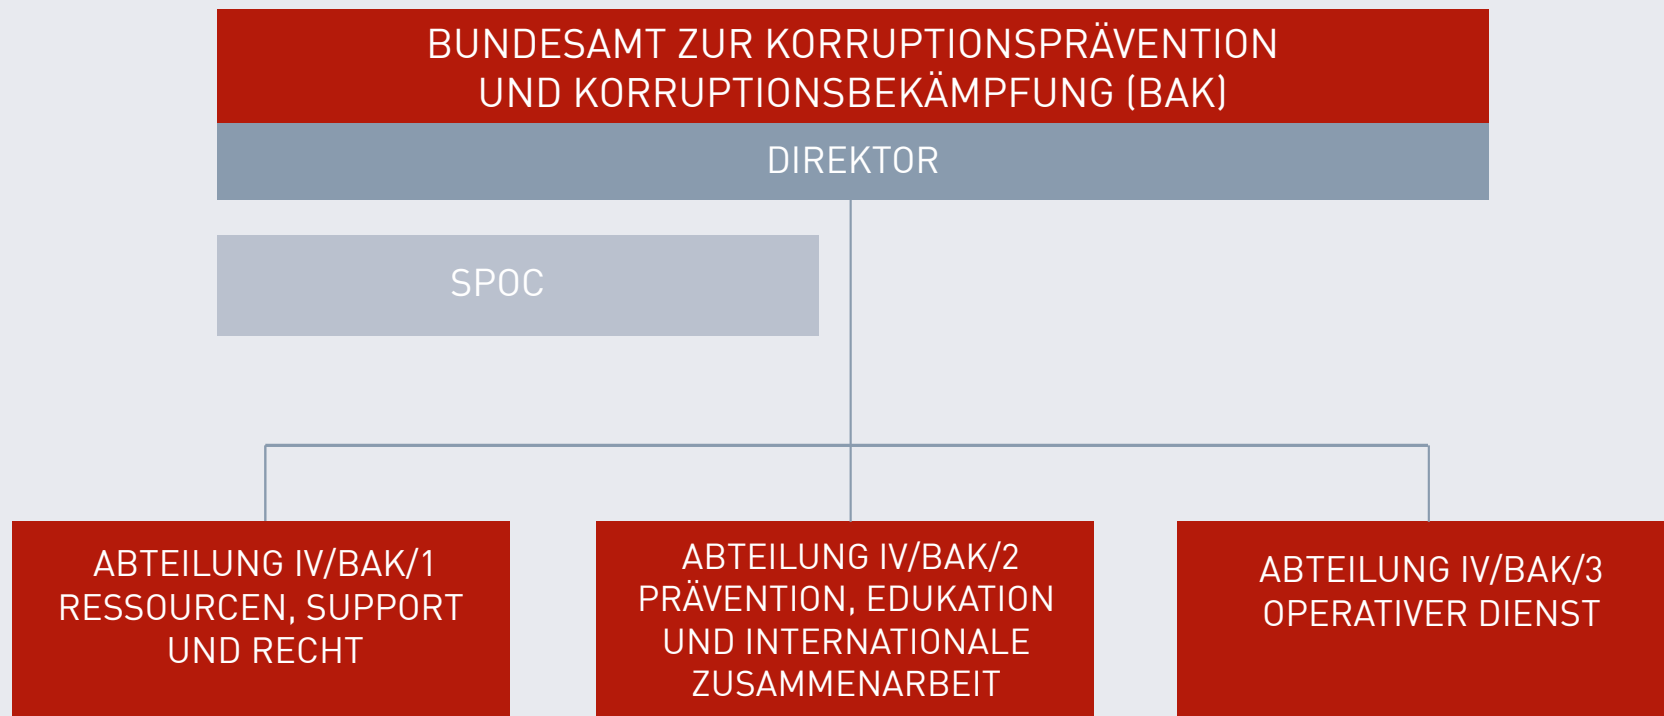 BUNDESAMT ZUR KORRUPTIONSPRÄVENTION
UND KORRUPTIONSBEKÄMPFUNG (BAK)
DIREKTOR
SPOC
ABTEILUNG IV/BAK/1
RESSOURCEN, SUPPORT
UND RECHT
ABTEILUNG IV/BAK/2
PRÄVENTION, EDUKATION
UND INTERNATIONALE
ZUSAMMENARBEIT
ABTEILUNG IV/BAK/3
OPERATIVER DIENST